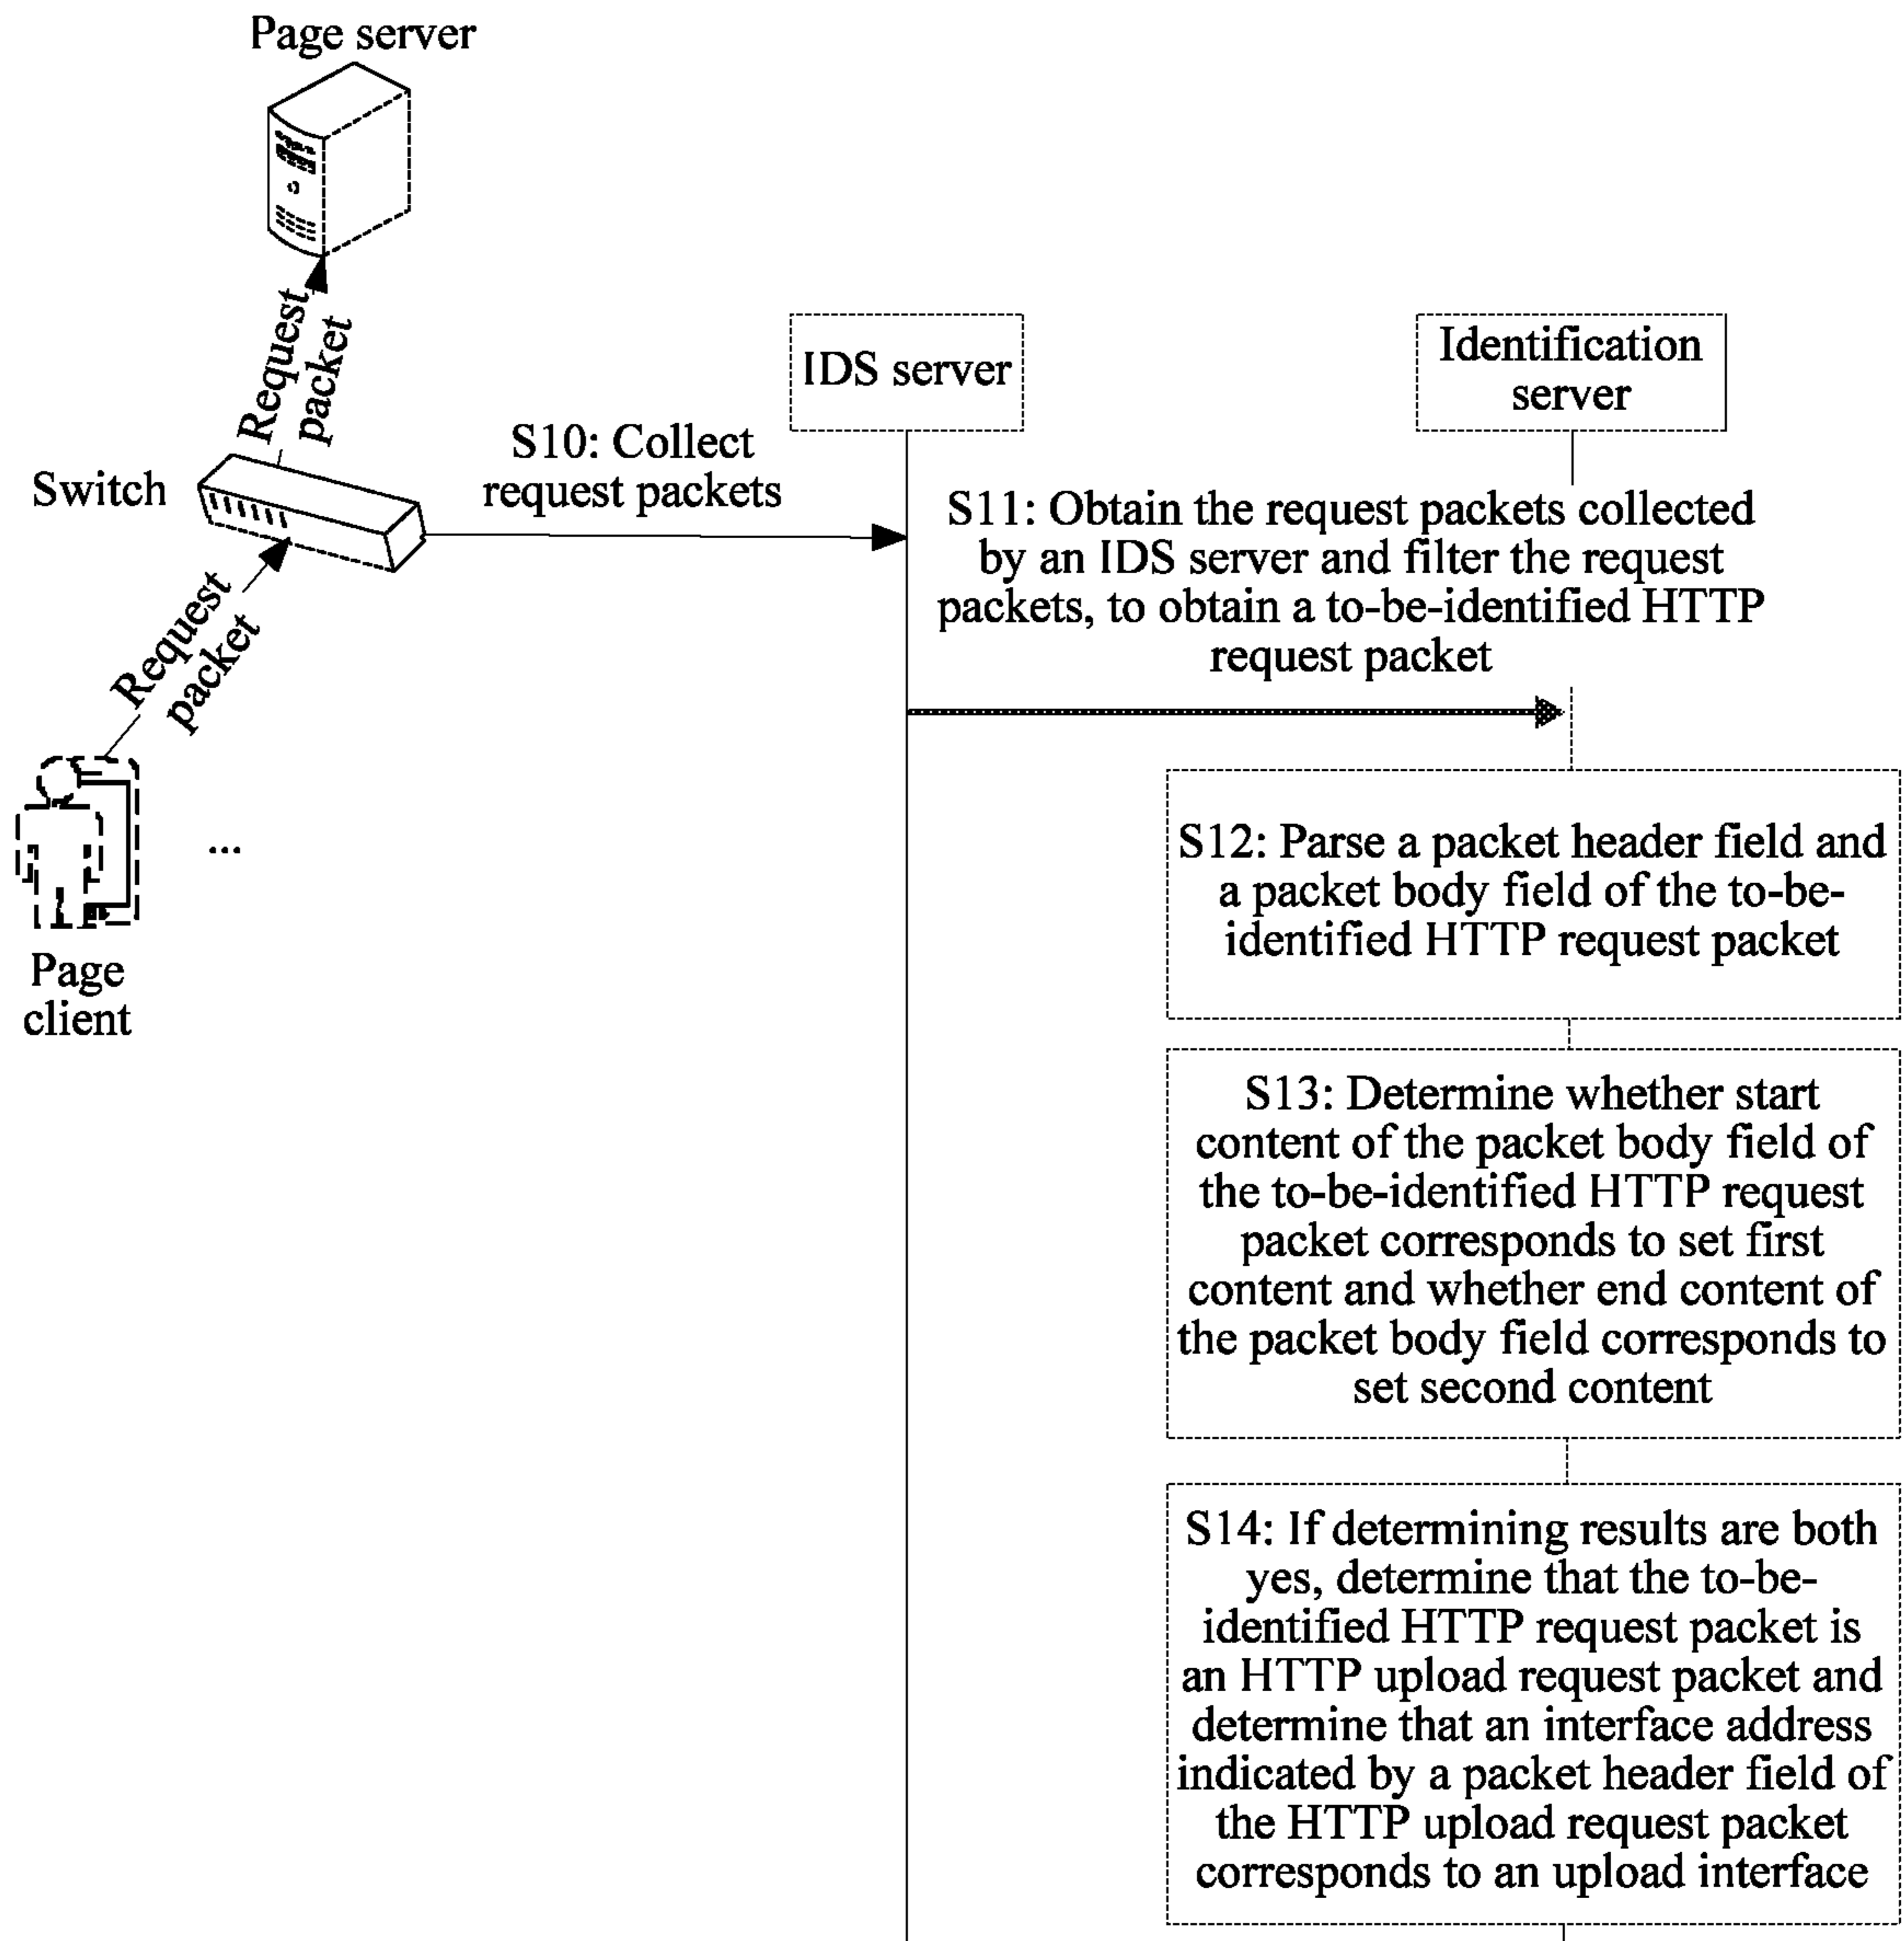 Page server
Request
packet
IDS server
Identification
server
S10: Collect
request packets
Switch
S11: Obtain the request packets collected
by an IDS server and filter the request
packets, to obtain a to-be-identified HTTP
request packet
Request
packet
...
Page
client
S12: Parse a packet header field and
a packet body field of the to-be-
identified HTTP request packet
S13: Determine whether start
content of the packet body field of
the to-be-identified HTTP request
packet corresponds to set first
content and whether end content of
the packet body field corresponds to
set second content
S14: If determining results are both
yes, determine that the to-be-
identified HTTP request packet is
an HTTP upload request packet and
determine that an interface address
indicated by a packet header field of
the HTTP upload request packet
corresponds to an upload interface